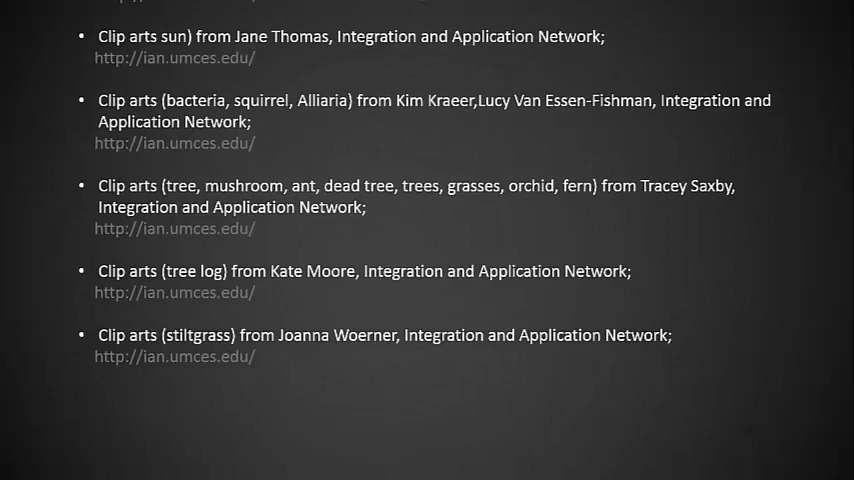 • Clip arts sun) from Jane Thomas, Integration and Application Network;
http://ian.umces.edu/
• Clip arts (bacteria, squirrel, Alliaria) from Kim Kraeer,Lucy Van Essen-Fishman, Integration and
Application Network;
http://ian.umces.edu/
• Clip arts (tree, mushroom, ant, dead tree, trees, grasses, orchid, fern) from Tracey Saxby,
Integration and Application Network;
http://ian.umces.edu/
• Clip arts (tree log) from Kate Moore, Integration and Application Network;
http://ian.umces.edu/
• Clip arts (stiltgrass) from Joanna Woerner, Integration and Application Network;
http://ian.umces.edu/